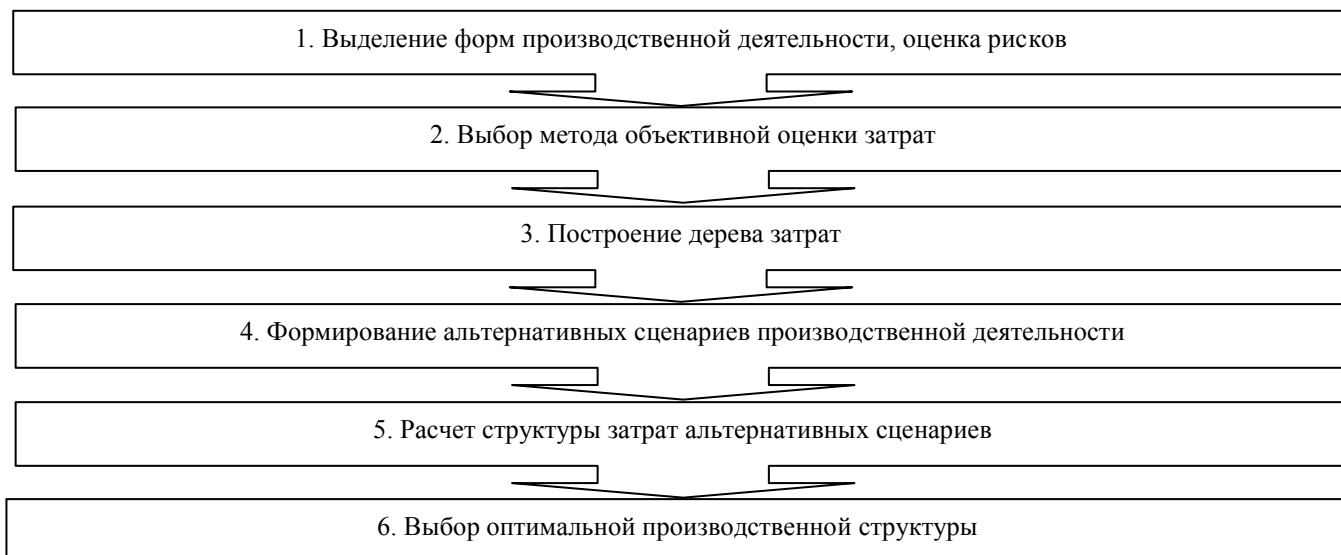 1. Выделение форм производственной деятельности, оценка рисков
2. Выбор метода объективной оценки затрат
3. Построение дерева затрат
4. Формирование альтернативных сценариев производственной деятельности
5. Расчет структуры затрат альтернативных сценариев
6. Выбор оптимальной производственной структуры